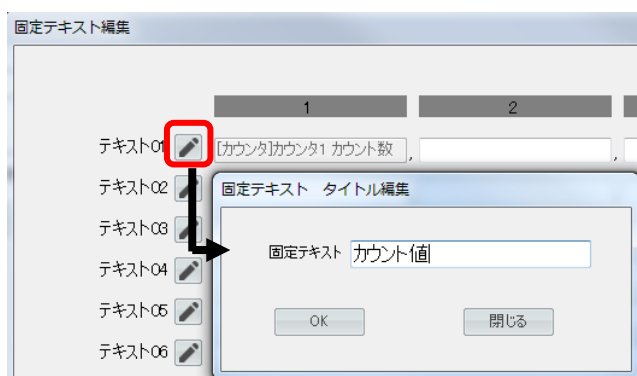 固定テキスト編集
1 2
テキスト01 [カウンタ]カウンタ1 カウント数 , ,
テキスト02
固定テキスト タイトル編集
テキスト03
固定テキスト カウント値
テキスト04
テキスト05
OK 閉じる
テキスト06